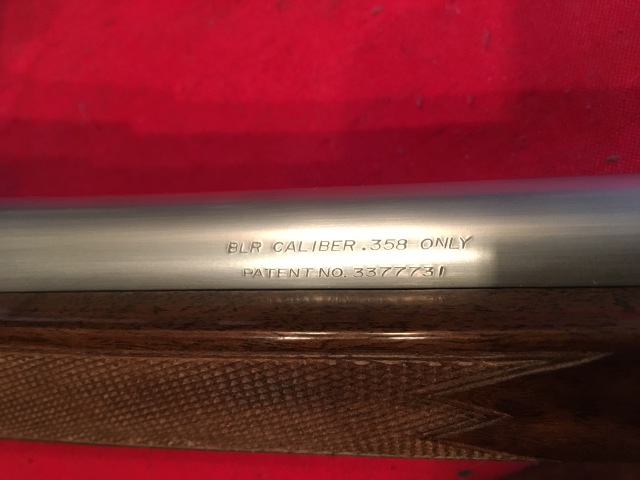 BLR CALIBER .358 ONLY
PATENT NO. 3377731